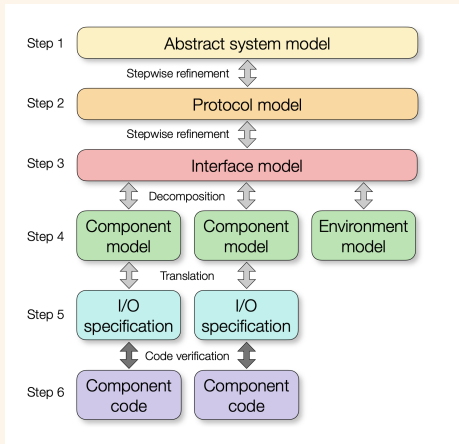 Step 1
Abstract system model
Stepwise refinement
Step 2
Protocol model
Stepwise refinement
Step 3
Interface model
Decomposition
Step 4
Component
model
Component
model
Environment
model
Translation
Step 5
I/O
specification
I/O
specification
Code verification
Step 6
Component
code
Component
code